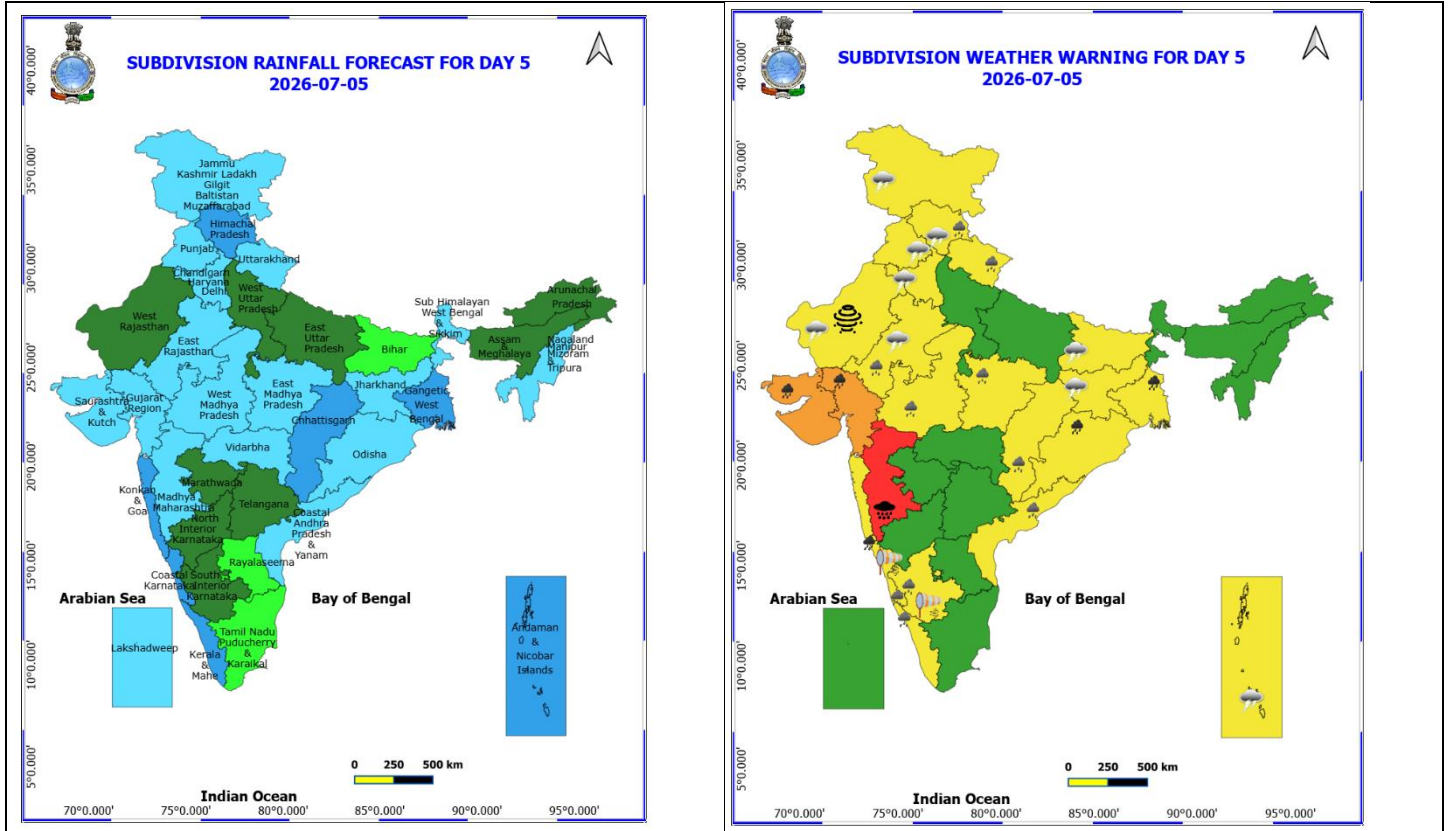 SUBDIVISION RAINFALL FORECAST FOR DAY 5
2026-07-05
40°0.000'
35°0.000'
30°0.000'
25°0.000'
20°0.000'
15°0.000'
10°0.000'
5°0.000'
Jammu
Kashmir Ladakh
Gilgit
Baltistan
Muzaffarabad
Himachal
Pradesh
Punjab
Uttarakhand
Chandigarh
Haryana
Delhi
West
Uttar
Pradesh
Arunachal
Pradesh
West
Rajasthan
Sub Himalayan
West Bengal
&
Sikkim
East
Uttar
Pradesh
East
Rajasthan
Bihar
Assam
&
Meghalaya
Nagaland
Manipur
Mizoram
&
Tripura
Saurashtra
&
Kutch
Gujarat
Region
West
Madhya
Pradesh
East
Madhya
Pradesh
Jharkhand
Gangetic
West
Bengal
Chhattisgarh
Vidarbha
Odisha
Konkan
&
Goa
Madhya
Maharashtra
Marathwada
Telangana
North
Interior
Karnataka
Coastal
Andhra
Pradesh
&
Yanam
Rayalaseema
Coastal
Karnataka
South
Interior
Karnataka
Arabian Sea
Bay of Bengal
Lakshadweep
Tamil Nadu
Puducherry
&
Karaikal
Kerala
&
Mahe
Andaman
&
Nicobar
Islands
0 250 500 km
Indian Ocean
70°0.000' 75°0.000' 80°0.000' 85°0.000' 90°0.000' 95°0.000'
SUBDIVISION WEATHER WARNING FOR DAY 5
2026-07-05
40°0.000'
35°0.000'
30°0.000'
25°0.000'
20°0.000'
15°0.000'
10°0.000'
5°0.000'
Arabian Sea
Bay of Bengal
0 250 500 km
Indian Ocean
70°0.000' 75°0.000' 80°0.000' 85°0.000' 90°0.000' 95°0.000'